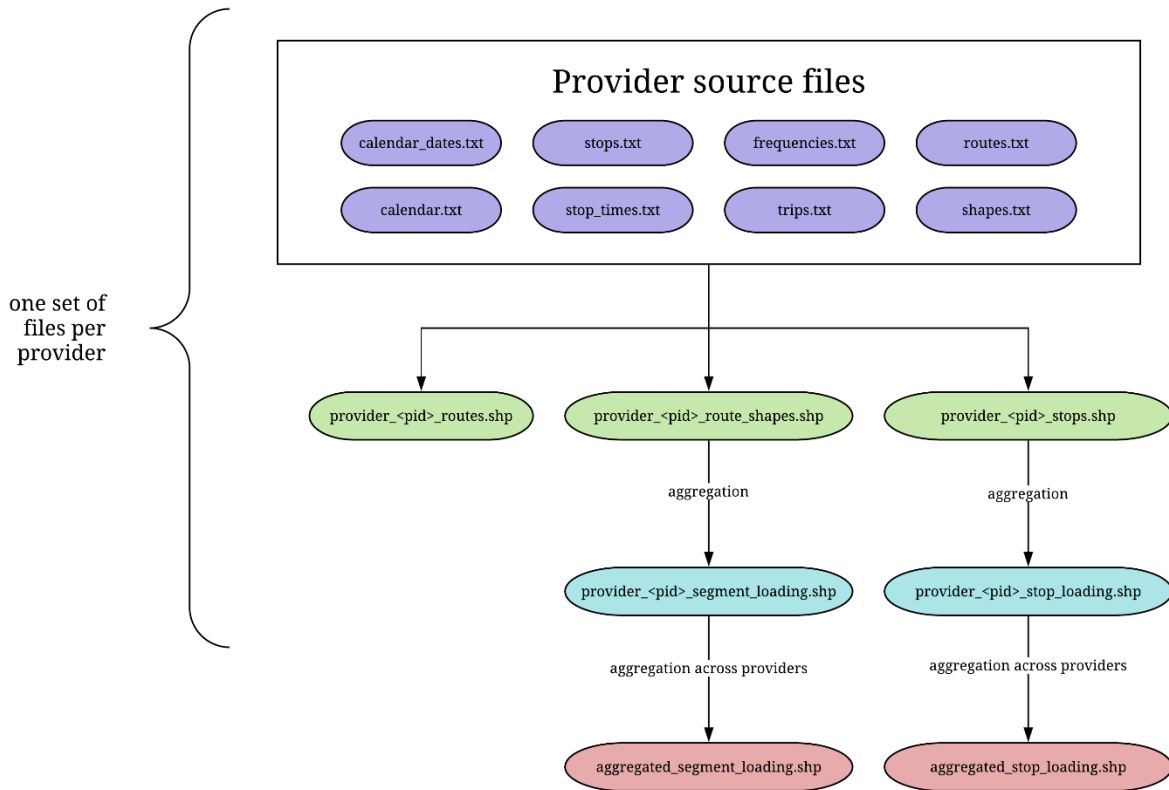 Provider source files
calendar_dates.txt
stops.txt
frequencies.txt
routes.txt
calendar.txt
stop_times.txt
trips.txt
shapes.txt
one set of
files per
provider
provider_<pid>_routes.shp
provider_<pid>_route_shapes.shp
provider_<pid>_stops.shp
aggregation
aggregation
provider_<pid>_segment_loading.shp
provider_<pid>_stop_loading.shp
aggregation across providers
aggregation across providers
aggregated_segment_loading.shp
aggregated_stop_loading.shp